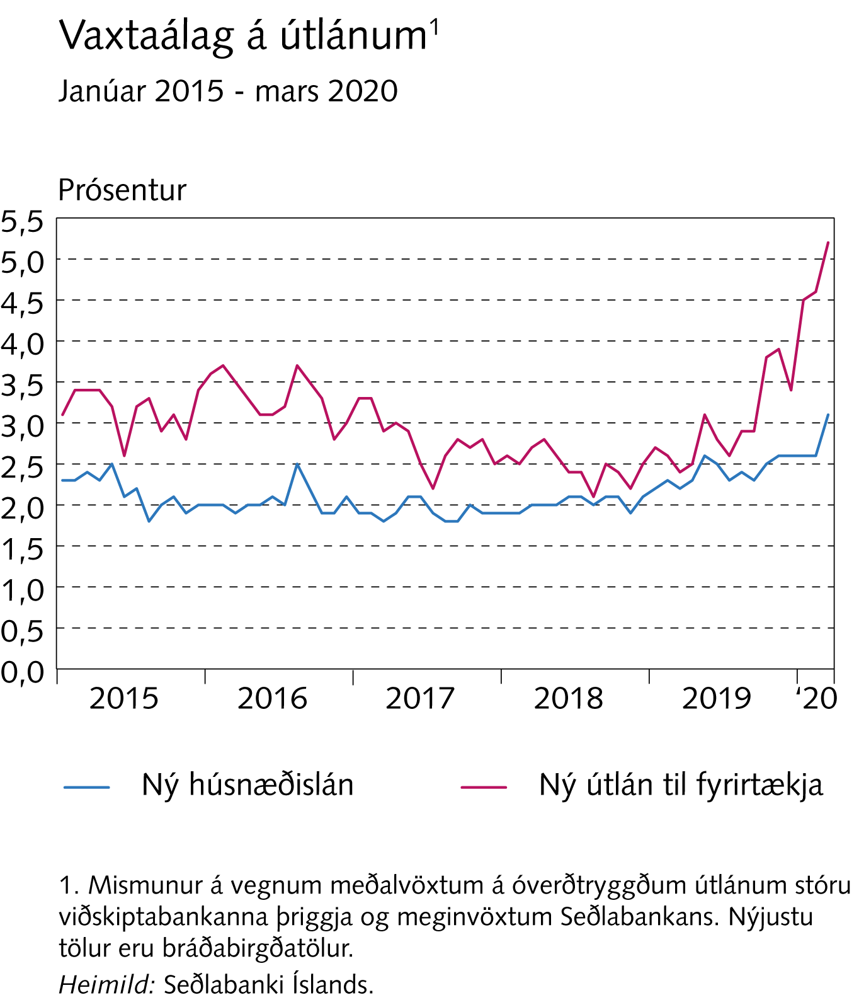 Vaxtaálag á útlánum¹
Janúar 2015 - mars 2020
Prósentur
5,5
5,0
4,5
4,0
3,5
3,0
2,5
2,0
1,5
1,0
0,5
0,0
2015 2016 2017 2018 2019 ‘20
Ný húsnæðislán Ný útlán til fyrirtækja
1. Mismunur á vegnum meðalvöxtum á óverðtryggðum útlánum stóru
viðskiptabankanna þriggja og meginvöxtum Seðlabankans. Nýjustu
tölur eru bráðabirgðatölur.
Heimild: Seðlabanki Íslands.